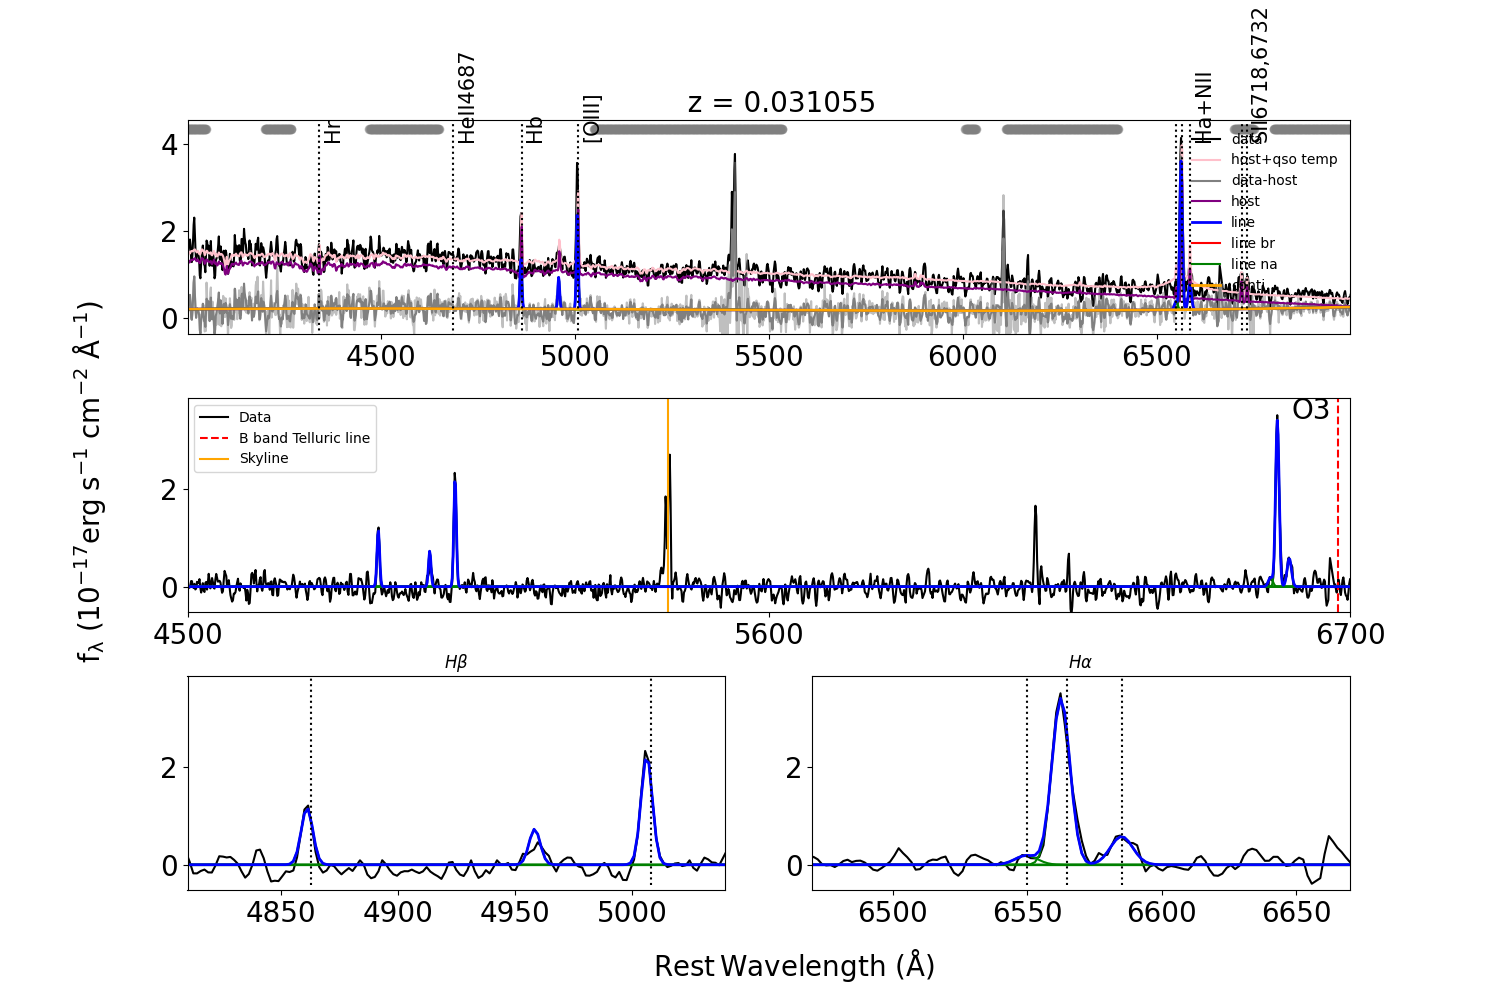 z = 0.031055
Hr
HeII4687
Hb
[OIII]
Ha+NII
SII6718,6732
data
host+qso temp
data-host
host
line
line br
line na
4
2
0
4500
5000
5500
6000
6500
fλ (10⁻¹⁷erg s⁻¹ cm⁻² Å⁻¹)
Data
B band Telluric line
Skyline
O3
2
0
4500
5600
6700
Hβ
2
0
4850
4900
4950
5000
Hα
2
0
6500
6550
6600
6650
Rest Wavelength (Å)